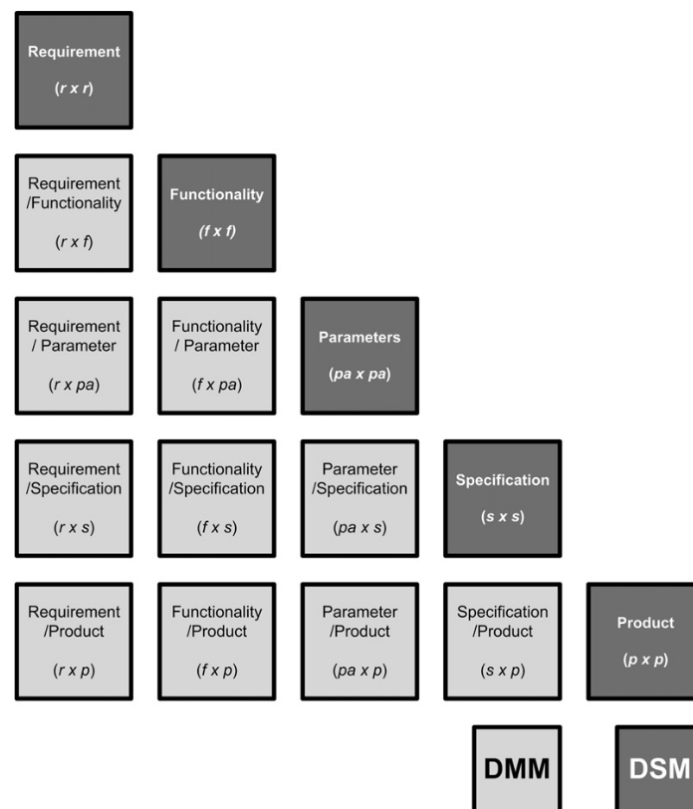 Requirement
(r x r)
Requirement
/Functionality
(r x f)
Functionality
(f x f)
Requirement
/ Parameter
(r x pa)
Functionality
/ Parameter
(f x pa)
Parameters
(pa x pa)
Requirement
/Specification
(r x s)
Functionality
/Specification
(f x s)
Parameter
/Specification
(pa x s)
Specification
(s x s)
Requirement
/Product
(r x p)
Functionality
/Product
(f x p)
Parameter
/Product
(pa x p)
Specification
/Product
(s x p)
Product
(p x p)
DMM
DSM